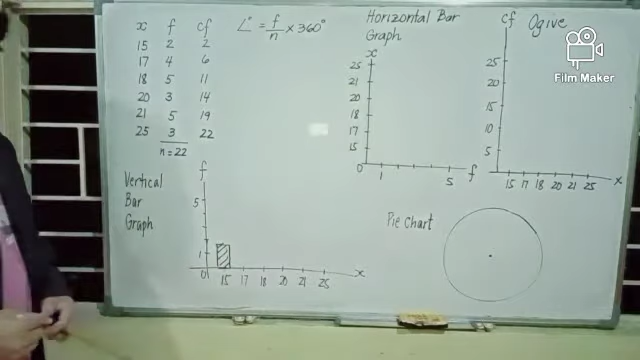 x f cf
15 2 2
17 4 6
18 5 11
20 3 14
21 5 19
25 3 22
n = 22
∠° = f/n × 360°
Horizontal Bar
Graph
x
25
21
20
18
17
15
0 1 5 f
cf Ogive
25
20
15
10
5
15 17 18 20 21 25 x
Film Maker
Vertical
Bar
Graph
f
5
1
0 15 17 18 20 21 25 x
Pie Chart